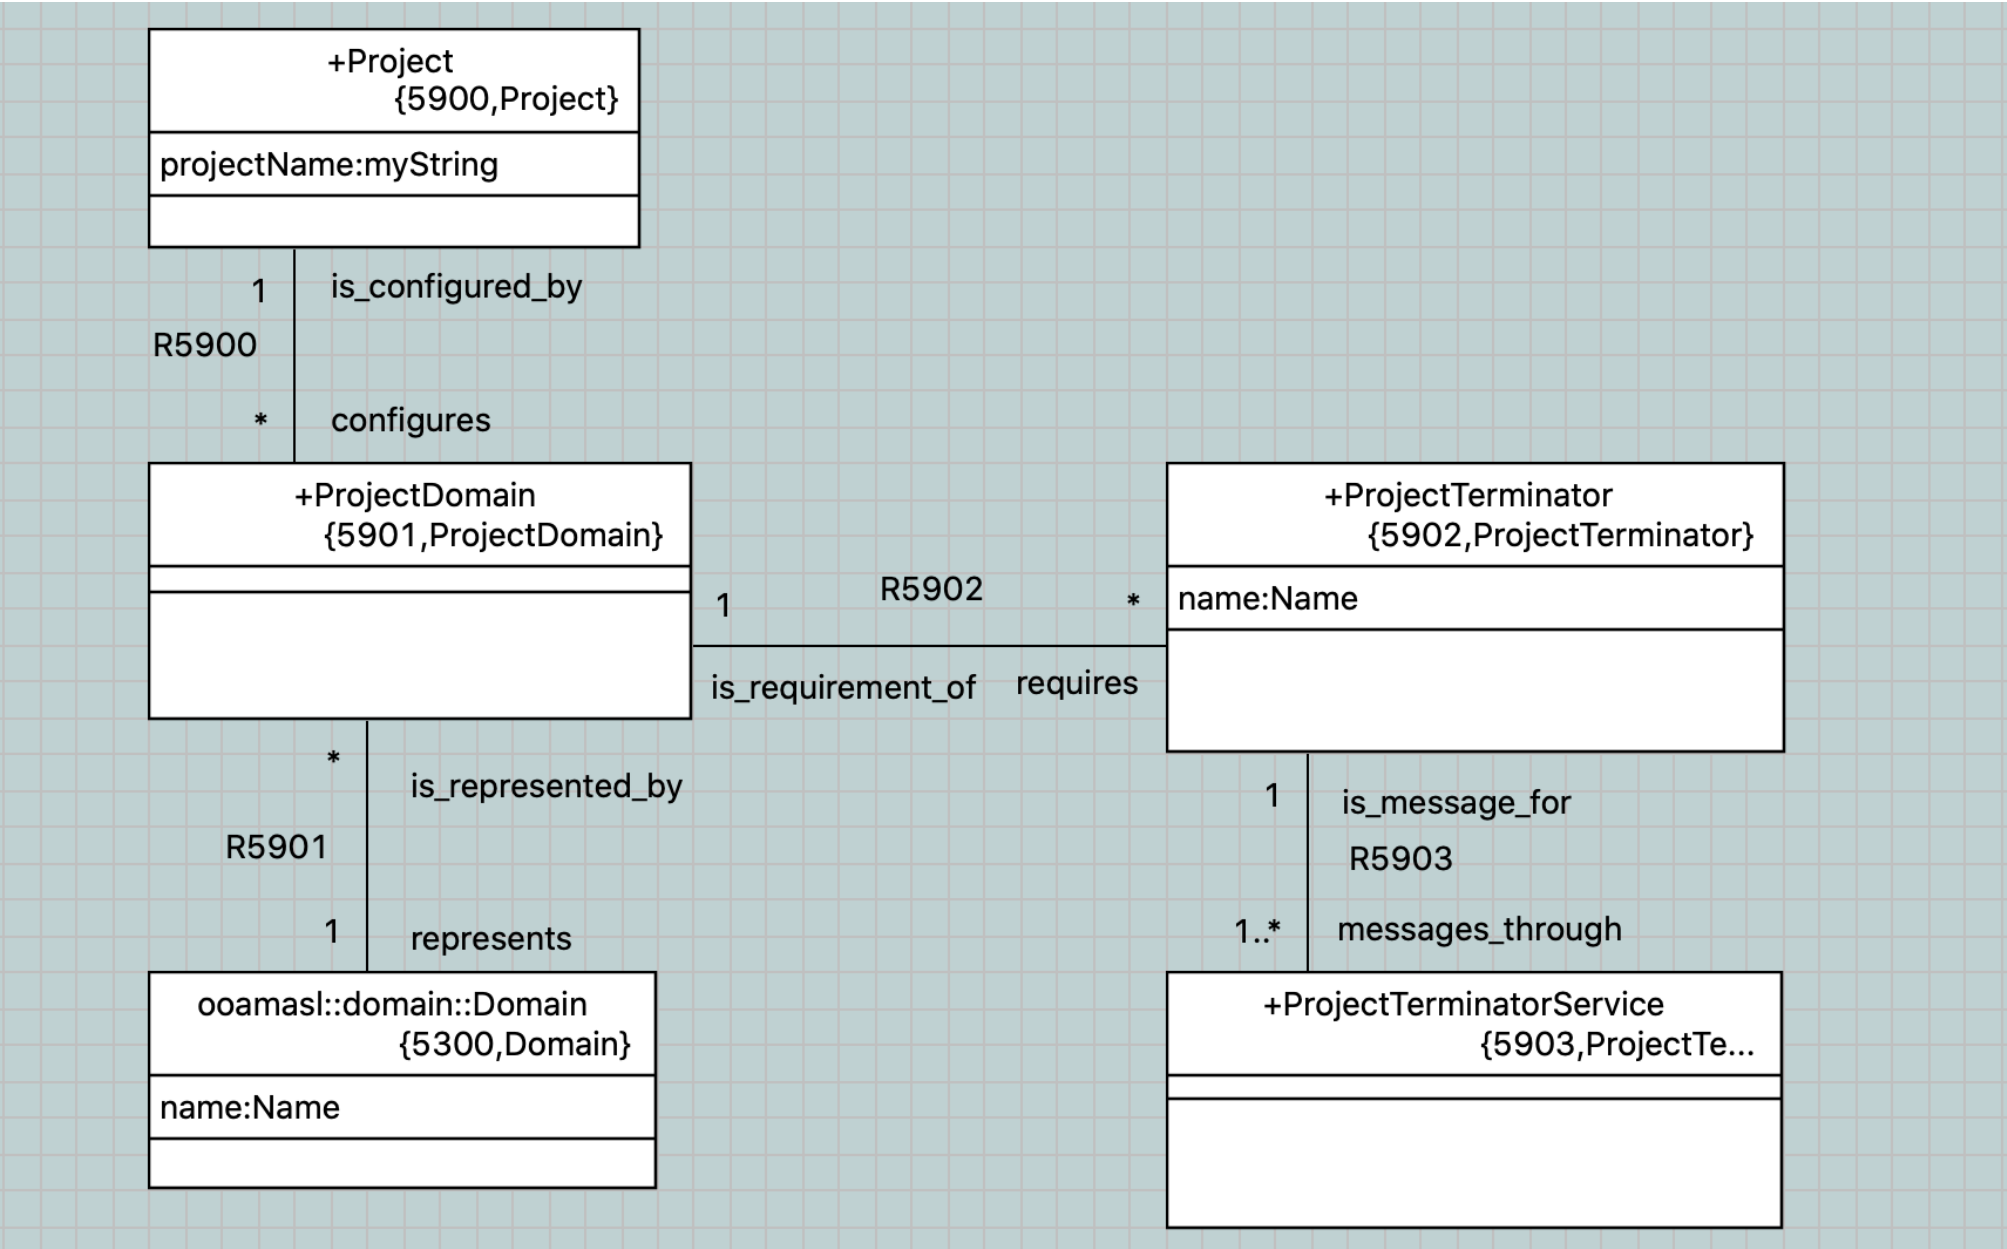 +Project
{5900,Project}
projectName:myString
1
is_configured_by
R5900
*
configures
+ProjectDomain
{5901,ProjectDomain}
1
R5902
*
is_requirement_of
requires
+ProjectTerminator
{5902,ProjectTerminator}
name:Name
*
is_represented_by
R5901
1
represents
ooamasl::domain::Domain
{5300,Domain}
name:Name
1
is_message_for
R5903
1..*
messages_through
+ProjectTerminatorService
{5903,ProjectTe...